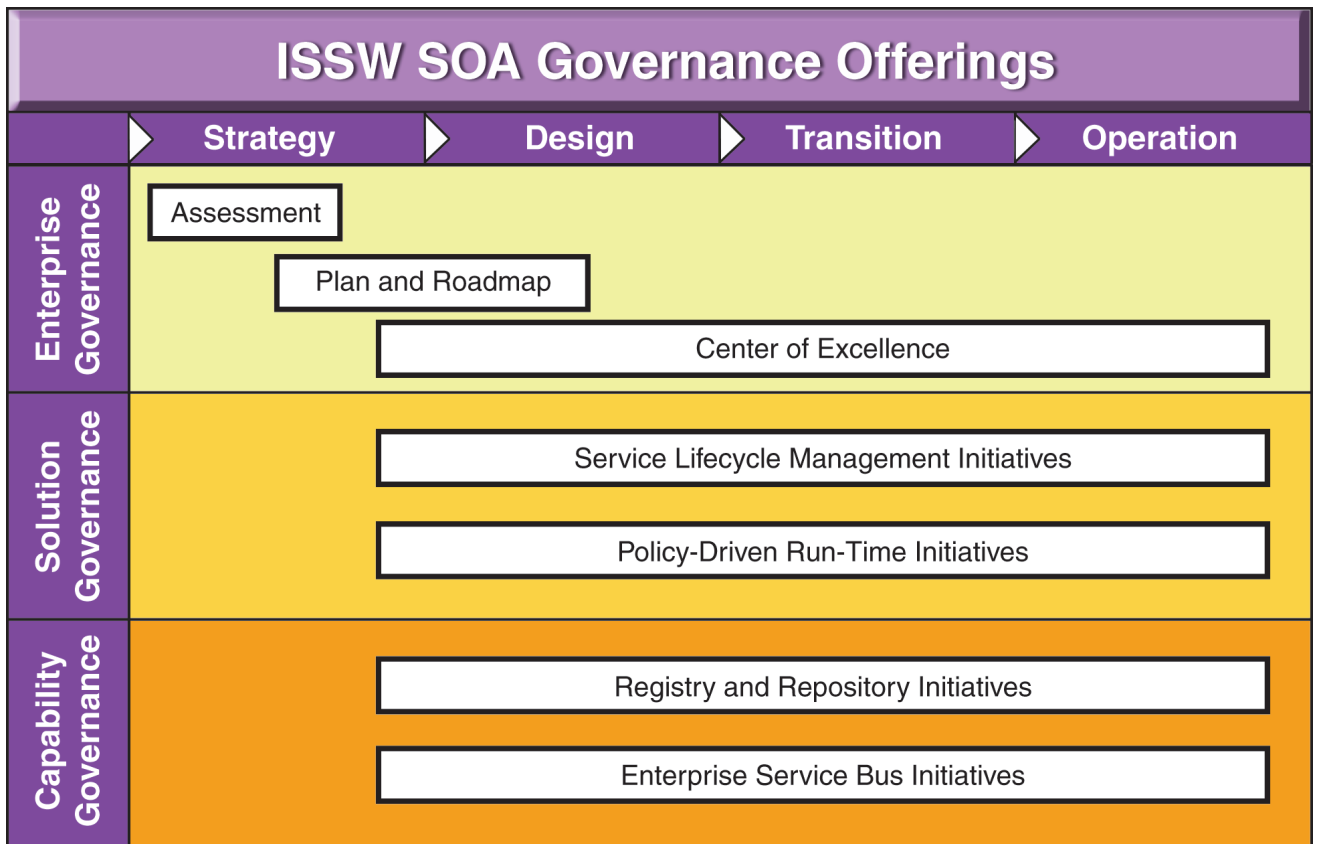 ISSW SOA Governance Offerings
Strategy
Design
Transition
Operation
Enterprise
Governance
Assessment
Plan and Roadmap
Center of Excellence
Solution
Governance
Service Lifecycle Management Initiatives
Policy-Driven Run-Time Initiatives
Capability
Governance
Registry and Repository Initiatives
Enterprise Service Bus Initiatives